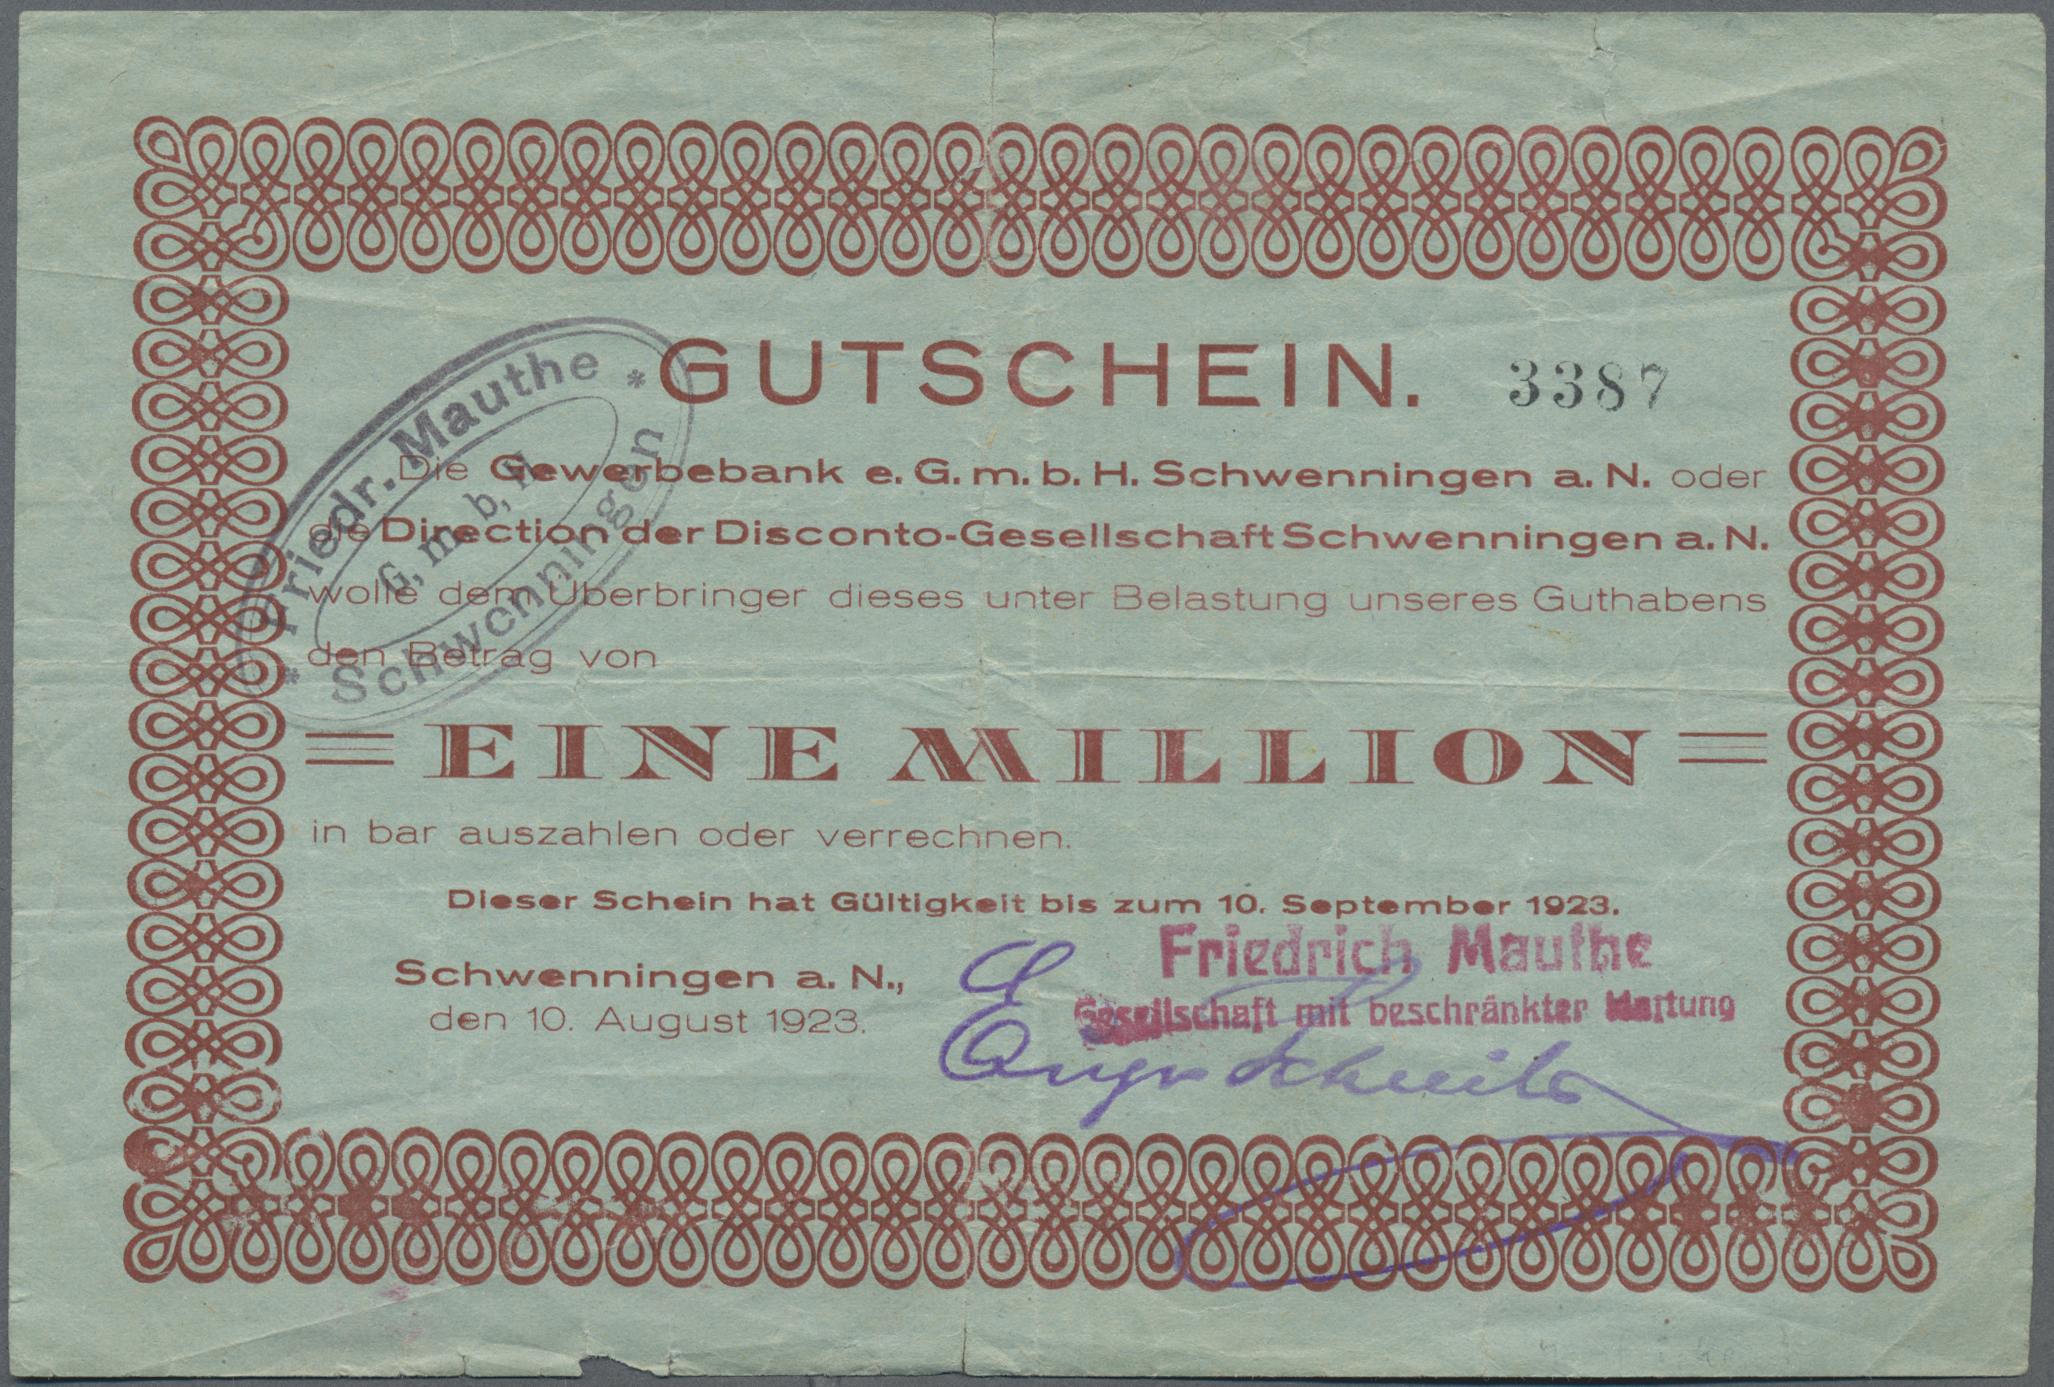 GUTSCHEIN. 3387
Die Gewerbebank e. G. m. b. H. Schwenningen a. N. oder
die Direction der Disconto-Gesellschaft Schwenningen a. N.
wolle dem Überbringer dieses unter Belastung unseres Guthabens
den Betrag von
EINE MILLION
in bar auszahlen oder verrechnen.
Dieser Schein hat Gültigkeit bis zum 10. September 1923.
Schwenningen a. N.,
den 10. August 1923.
Friedrich Mauthe
Gesellschaft mit beschränkter Haftung
* Friedr. Mauthe *
G. m. b. H.
Schwenningen